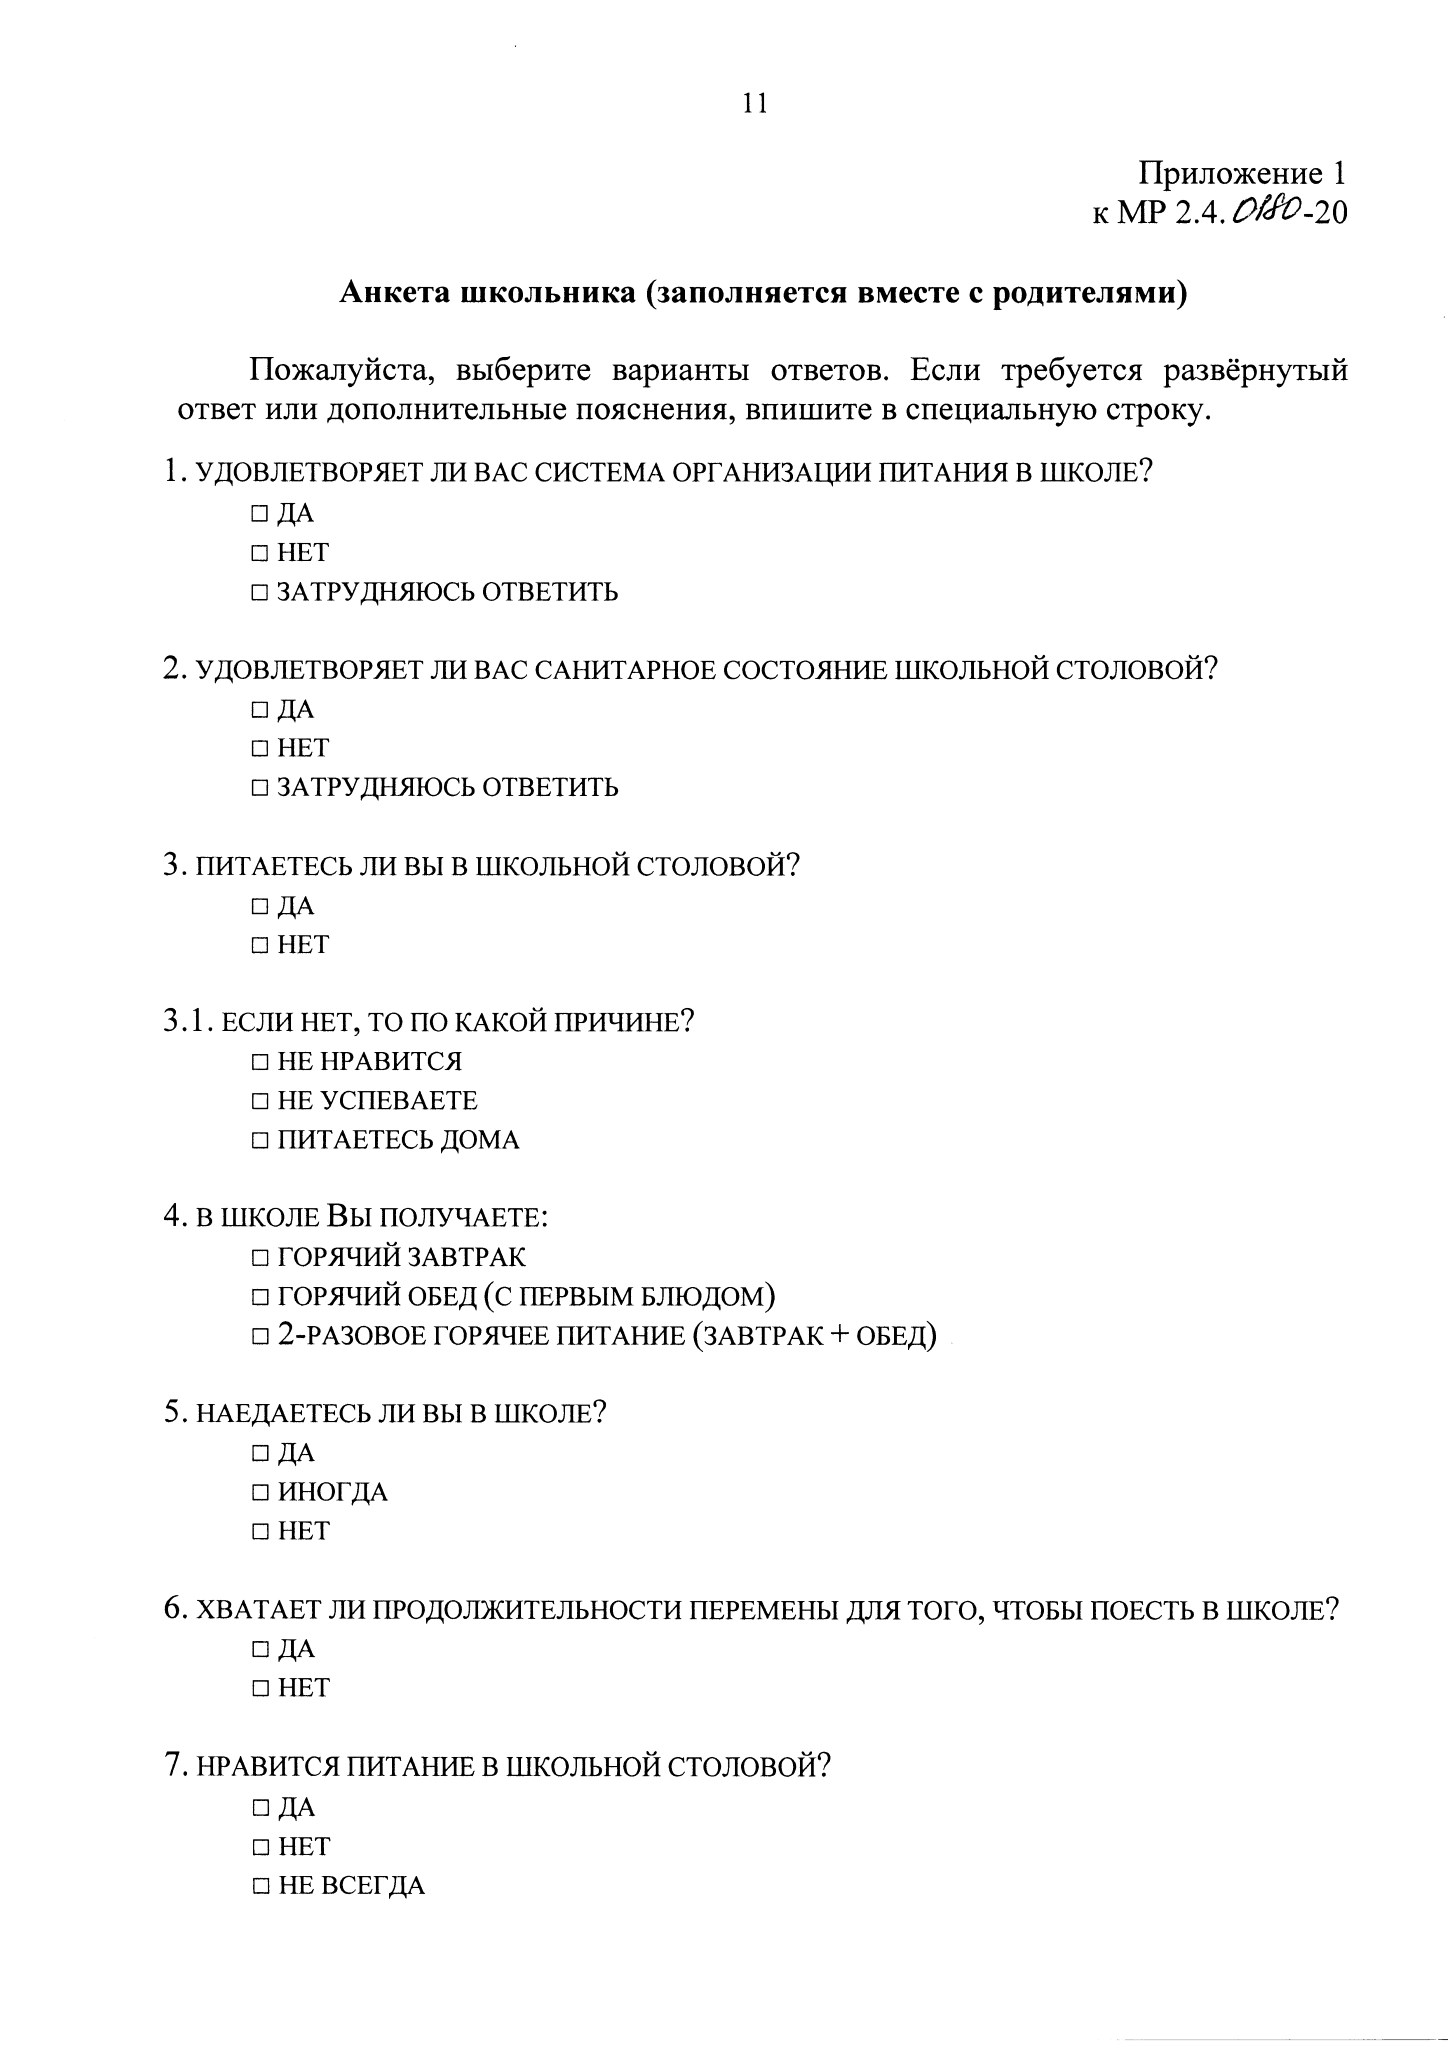 11
Приложение 1
к МР 2.4.0180-20
Анкета школьника (заполняется вместе с родителями)
Пожалуйста, выберите варианты ответов. Если требуется развёрнутый
ответ или дополнительные пояснения, впишите в специальную строку.
1. УДОВЛЕТВОРЯЕТ ЛИ ВАС СИСТЕМА ОРГАНИЗАЦИИ ПИТАНИЯ В ШКОЛЕ?
□ ДА
□ НЕТ
□ ЗАТРУДНЯЮСЬ ОТВЕТИТЬ
2. УДОВЛЕТВОРЯЕТ ЛИ ВАС САНИТАРНОЕ СОСТОЯНИЕ ШКОЛЬНОЙ СТОЛОВОЙ?
□ ДА
□ НЕТ
□ ЗАТРУДНЯЮСЬ ОТВЕТИТЬ
3. ПИТАЕТЕСЬ ЛИ ВЫ В ШКОЛЬНОЙ СТОЛОВОЙ?
□ ДА
□ НЕТ
3.1. ЕСЛИ НЕТ, ТО ПО КАКОЙ ПРИЧИНЕ?
□ НЕ НРАВИТСЯ
□ НЕ УСПЕВАЕТЕ
□ ПИТАЕТЕСЬ ДОМА
4. В ШКОЛЕ ВЫ ПОЛУЧАЕТЕ:
□ ГОРЯЧИЙ ЗАВТРАК
□ ГОРЯЧИЙ ОБЕД (С ПЕРВЫМ БЛЮДОМ)
□ 2-РАЗОВОЕ ГОРЯЧЕЕ ПИТАНИЕ (ЗАВТРАК + ОБЕД)
5. НАЕДАЕТЕСЬ ЛИ ВЫ В ШКОЛЕ?
□ ДА
□ ИНОГДА
□ НЕТ
6. ХВАТАЕТ ЛИ ПРОДОЛЖИТЕЛЬНОСТИ ПЕРЕМЕНЫ ДЛЯ ТОГО, ЧТОБЫ ПОЕСТЬ В ШКОЛЕ?
□ ДА
□ НЕТ
7. НРАВИТСЯ ПИТАНИЕ В ШКОЛЬНОЙ СТОЛОВОЙ?
□ ДА
□ НЕТ
□ НЕ ВСЕГДА